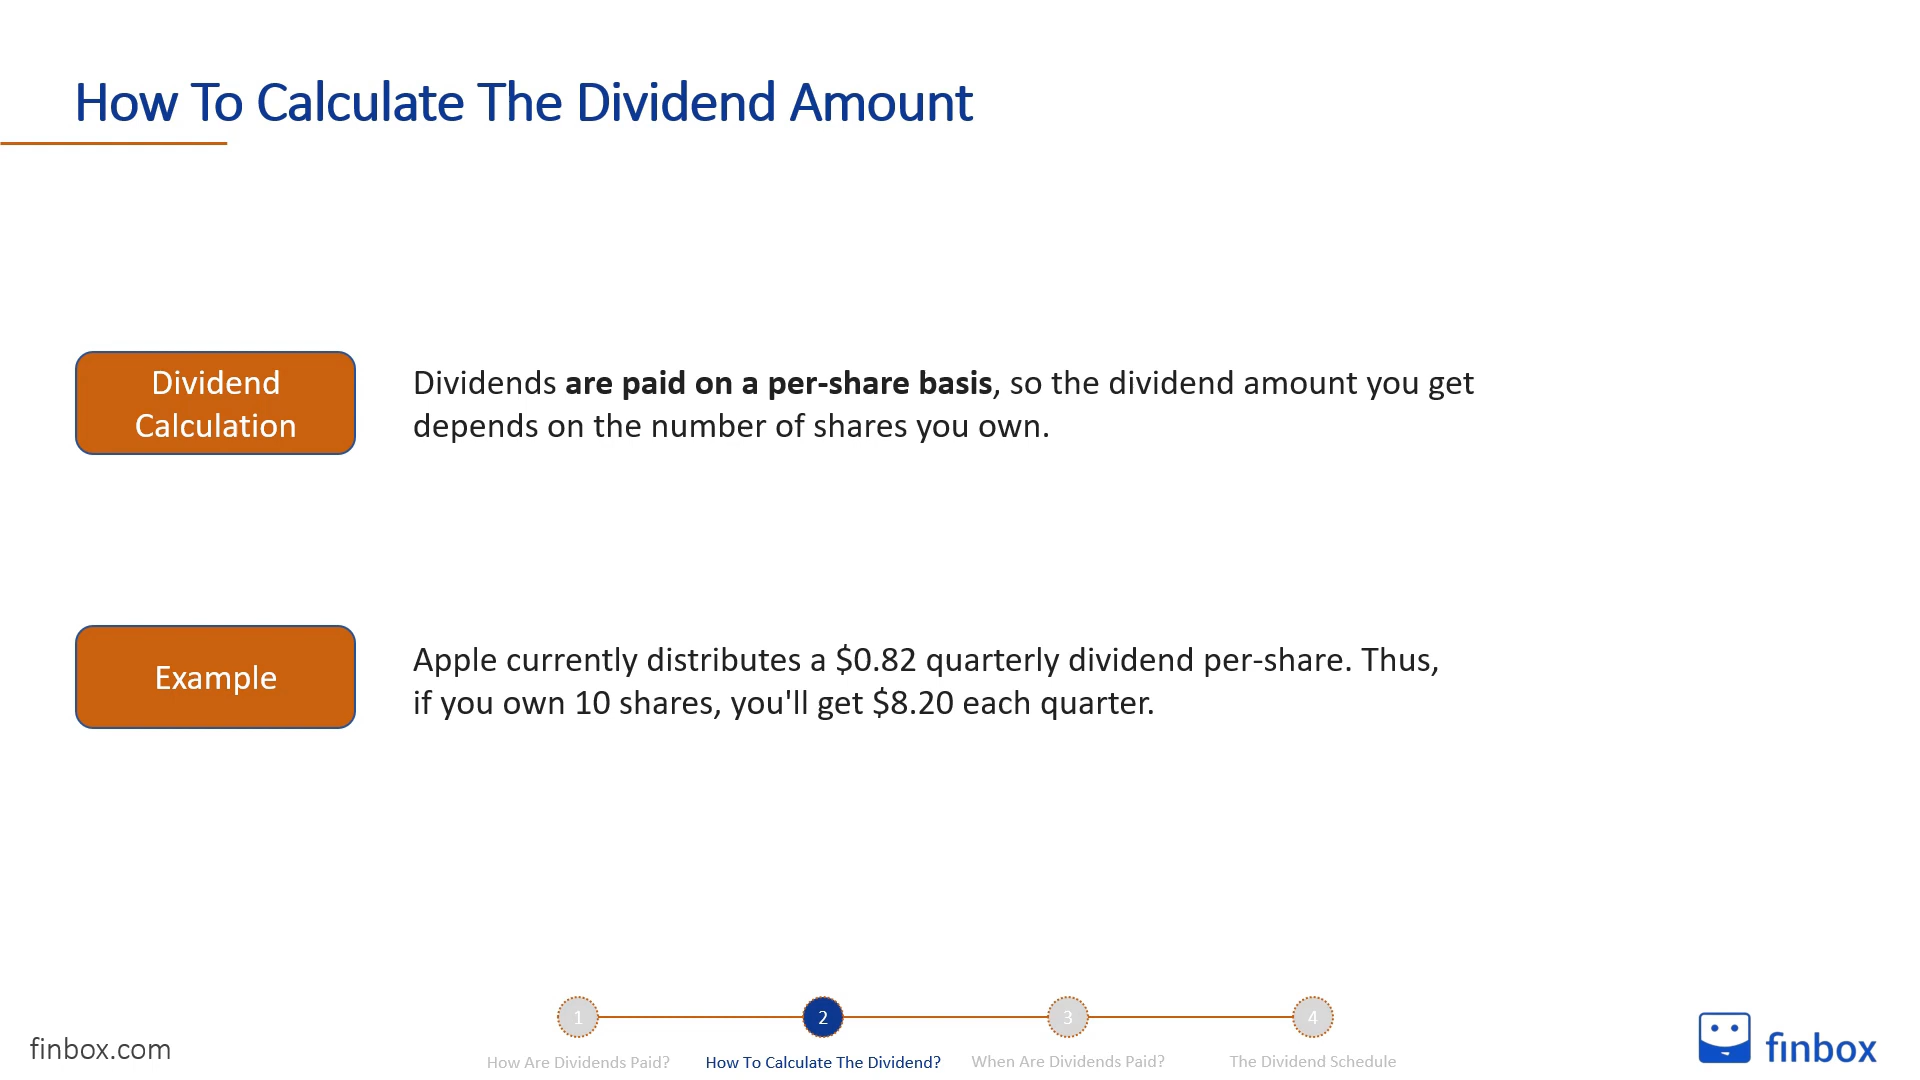 How To Calculate The Dividend Amount
Dividend
Calculation
Dividends are paid on a per-share basis, so the dividend amount you get
depends on the number of shares you own.
Example
Apple currently distributes a $0.82 quarterly dividend per-share. Thus,
if you own 10 shares, you'll get $8.20 each quarter.
1
2
3
4
How Are Dividends Paid?
How To Calculate The Dividend?
When Are Dividends Paid?
The Dividend Schedule
finbox.com
finbox